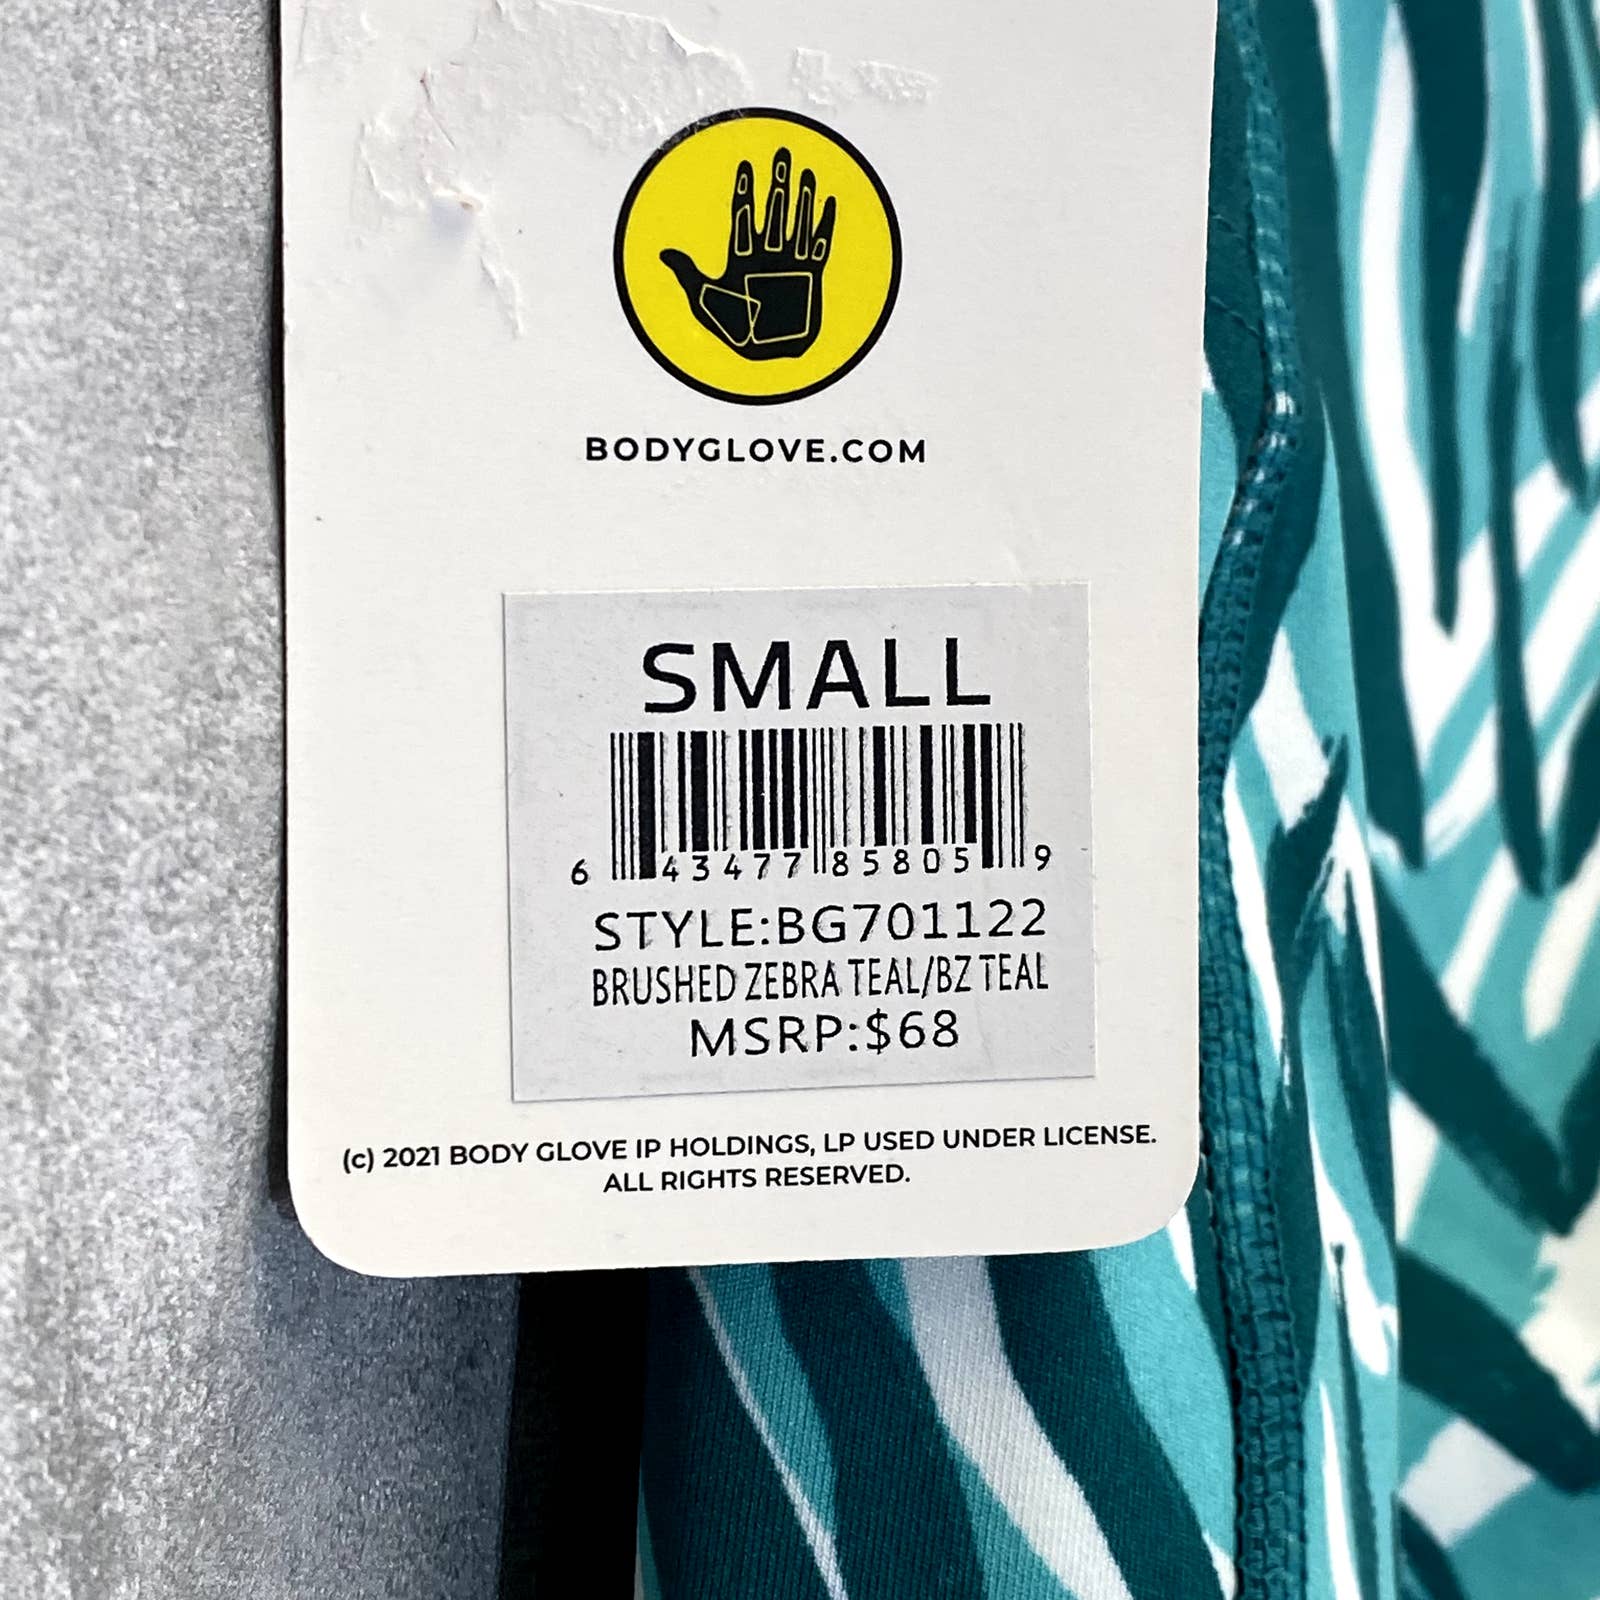 BODYGLOVE.COM
SMALL
6 43477 85805 9
STYLE:BG701122
BRUSHED ZEBRA TEAL/BZ TEAL
MSRP:$68
(c) 2021 BODY GLOVE IP HOLDINGS, LP USED UNDER LICENSE.
ALL RIGHTS RESERVED.